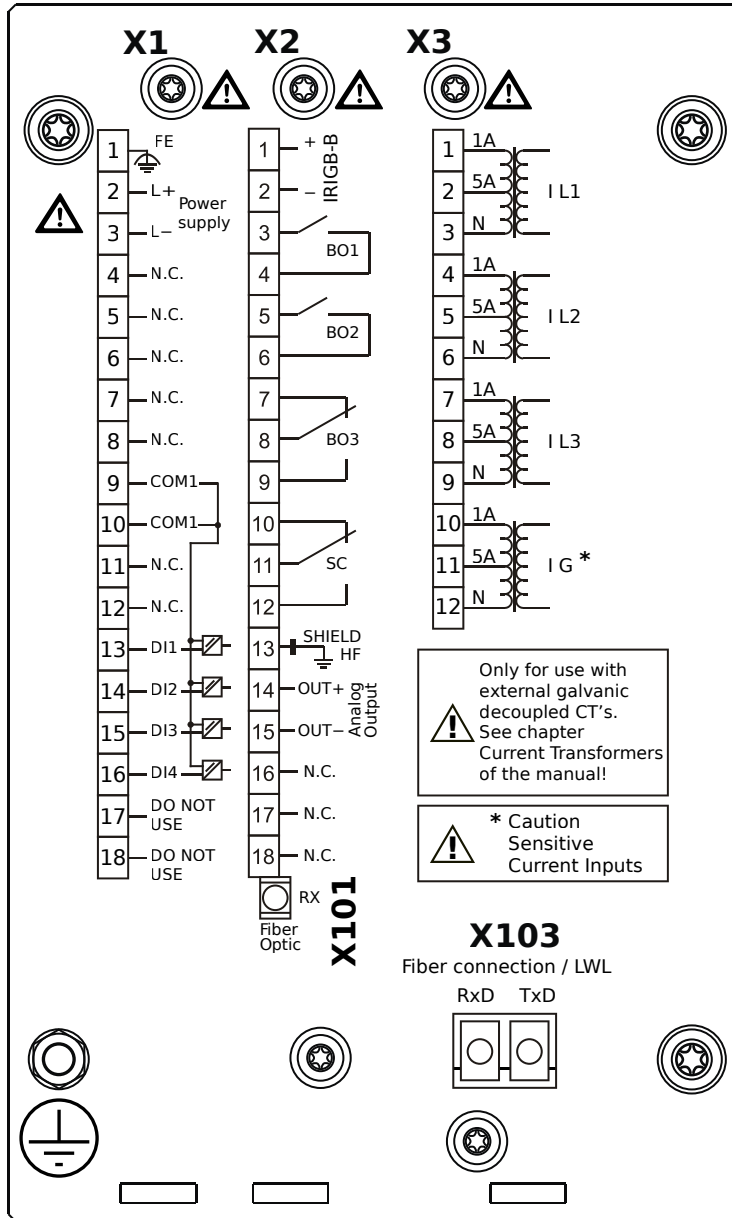 X1
X2
X3
1 FE
2 L+
3 L−
Power
supply
4 N.C.
5 N.C.
6 N.C.
7 N.C.
8 N.C.
9 COM1
10 COM1
11 N.C.
12 N.C.
13 DI1
14 DI2
15 DI3
16 DI4
17 DO NOT
USE
18 DO NOT
USE
1 +
2 −
IRIGB-B
3
4
BO1
5
6
BO2
7
8
9
BO3
10
11
12
SC
13 SHIELD
HF
14 OUT+
15 OUT−
Analog
Output
16 N.C.
17 N.C.
18 N.C.
RX
Fiber
Optic
X101
1 1A
2 5A
3 N
I L1
4 1A
5 5A
6 N
I L2
7 1A
8 5A
9 N
I L3
10 1A
11 5A
12 N
I G *
Only for use with
external galvanic
decoupled CT's.
See chapter
Current Transformers
of the manual!
* Caution
Sensitive
Current Inputs
X103
Fiber connection / LWL
RxD TxD